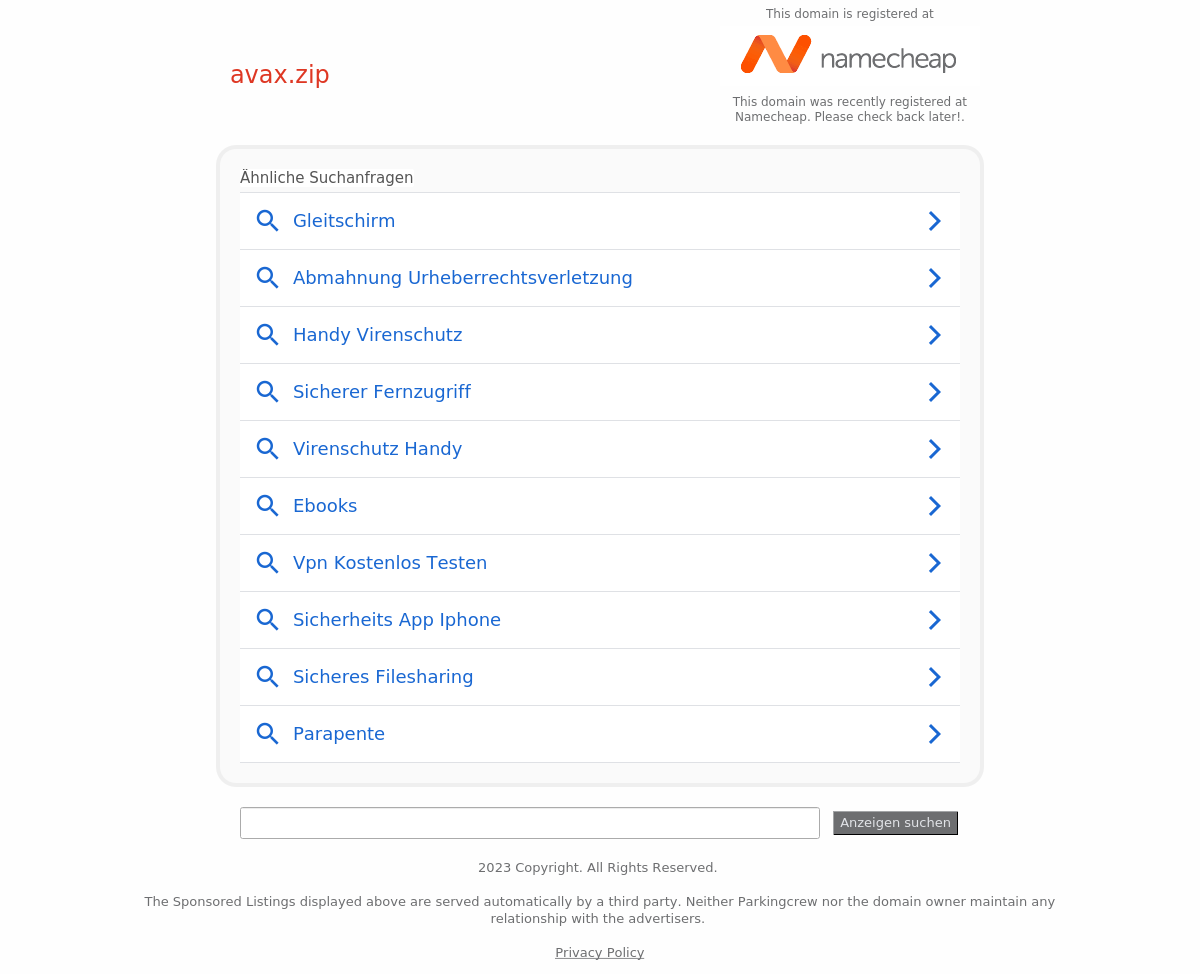 This domain is registered at
namecheap
avax.zip
This domain was recently registered at
Namecheap. Please check back later!.
Ähnliche Suchanfragen
Gleitschirm
Abmahnung Urheberrechtsverletzung
Handy Virenschutz
Sicherer Fernzugriff
Virenschutz Handy
Ebooks
Vpn Kostenlos Testen
Sicherheits App Iphone
Sicheres Filesharing
Parapente
Anzeigen suchen
2023 Copyright. All Rights Reserved.
The Sponsored Listings displayed above are served automatically by a third party. Neither Parkingcrew nor the domain owner maintain any
relationship with the advertisers.
Privacy Policy